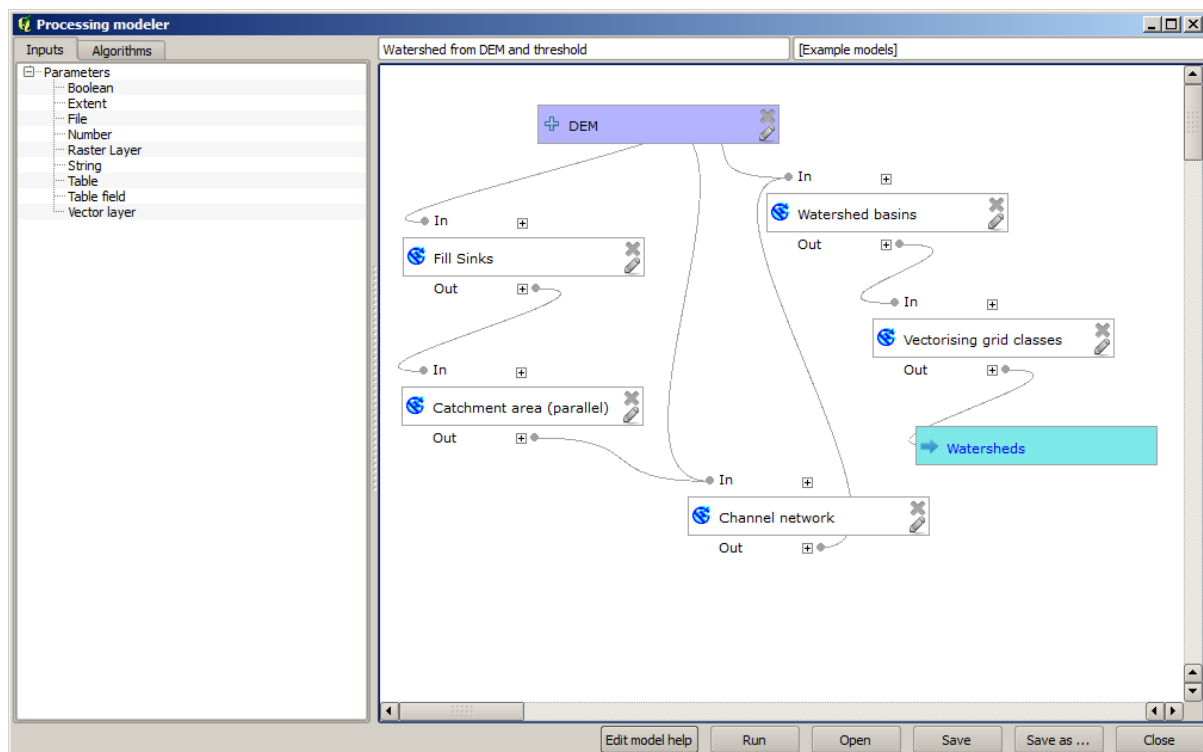 Processing modeler
Inputs
Algorithms
Watershed from DEM and threshold
[Example models]
Parameters
Boolean
Extent
File
Number
Raster Layer
String
Table
Table field
Vector layer
DEM
In
Watershed basins
Out
In
Fill Sinks
Out
In
Vectorising grid classes
Out
In
Catchment area (parallel)
Out
Watersheds
In
Channel network
Out
Edit model help
Run
Open
Save
Save as ...
Close